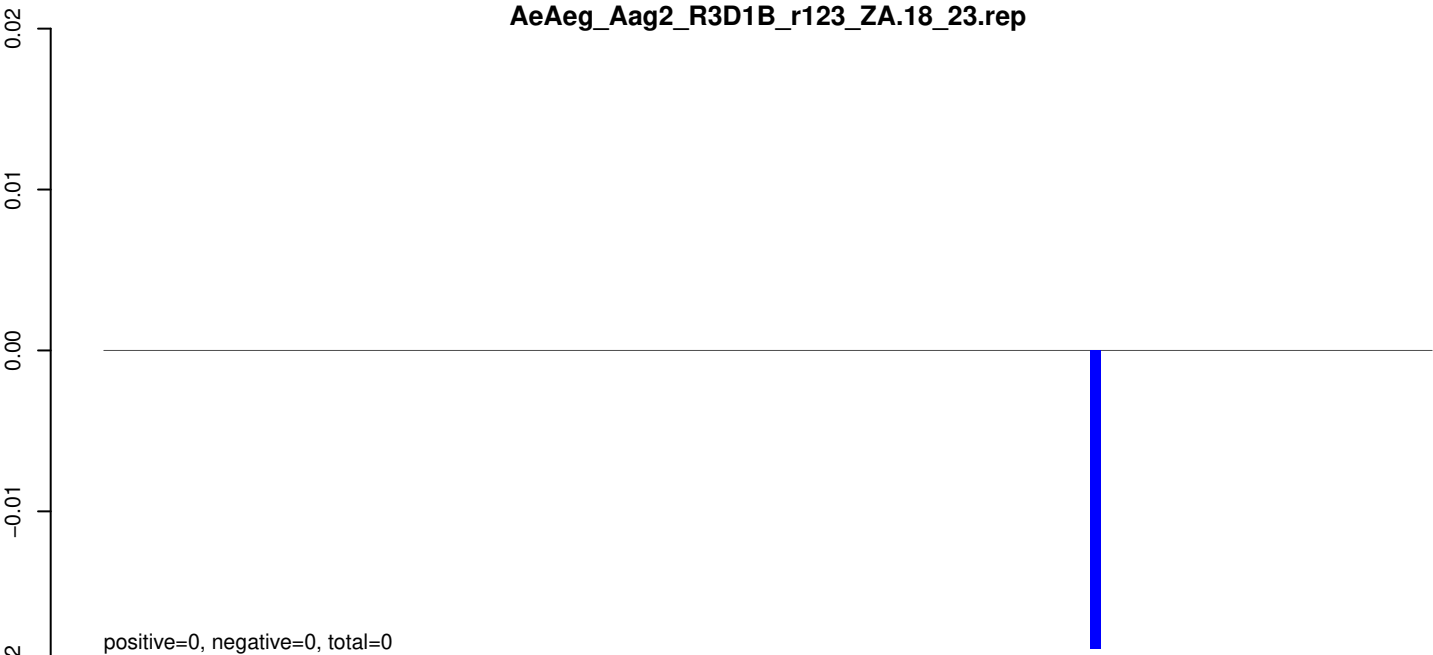 AeAeg_Aag2_R3D1B_r123_ZA.18_23.rep
0.02
0.01
0.00
−0.01
positive=0, negative=0, total=0